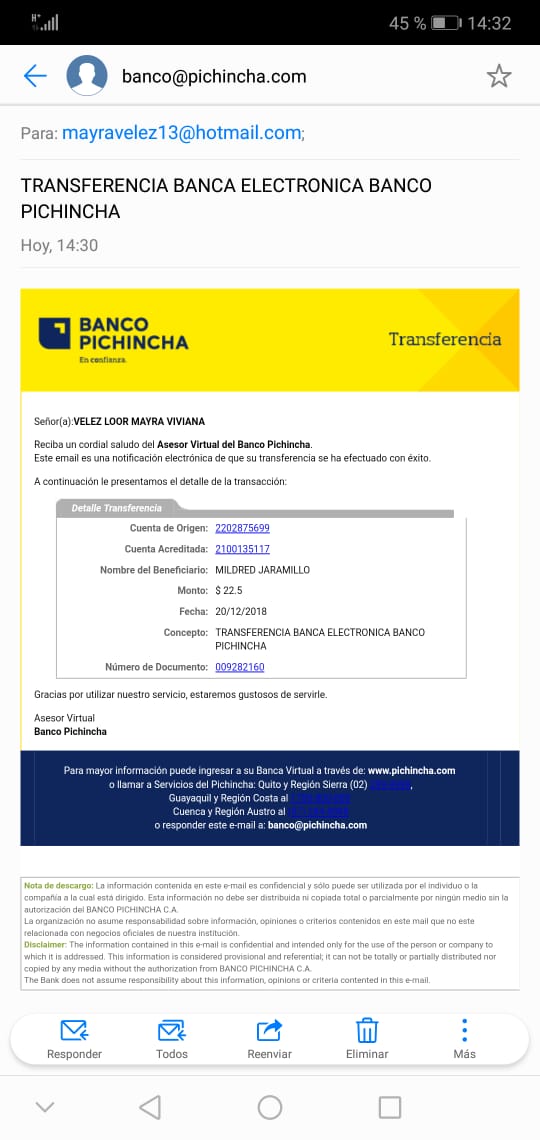 45 % 14:32
banco@pichincha.com
Para: mayravelez13@hotmail.com;
TRANSFERENCIA BANCA ELECTRONICA BANCO
PICHINCHA
Hoy, 14:30
BANCO
PICHINCHA
En confianza.
Transferencia
Señor(a):VELEZ LOOR MAYRA VIVIANA
Reciba un cordial saludo del Asesor Virtual del Banco Pichincha.
Este email es una notificación electrónica de que su transferencia se ha efectuado con éxito.
A continuación le presentamos el detalle de la transacción:
Detalle Transferencia
Cuenta de Origen: 2202875699
Cuenta Acreditada: 2100135117
Nombre del Beneficiario: MILDRED JARAMILLO
Monto: $ 22.5
Fecha: 20/12/2018
Concepto: TRANSFERENCIA BANCA ELECTRONICA BANCO
PICHINCHA
Número de Documento: 009282160
Gracias por utilizar nuestro servicio, estaremos gustosos de servirle.
Asesor Virtual
Banco Pichincha
Para mayor información puede ingresar a su Banca Virtual a través de: www.pichincha.com
o llamar a Servicios del Pichincha: Quito y Región Sierra (02)
Guayaquil y Región Costa al
Cuenca y Región Austro al
o responder este e-mail a: banco@pichincha.com
Nota de descargo: La información contenida en este e-mail es confidencial y sólo puede ser utilizada por el individuo o la
compañía a la cual está dirigido. Esta información no debe ser distribuida ni copiada total o parcialmente por ningún medio sin la
autorización del BANCO PICHINCHA C.A.
La organización no asume responsabilidad sobre información, opiniones o criterios contenidos en este mail que no este
relacionada con negocios oficiales de nuestra institución.
Disclaimer: The information contained in this e-mail is confidential and intended only for the use of the person or company to
which it is addressed. This information is considered provisional and referential; it can not be totally or partially distributed nor
copied by any media without the authorization from BANCO PICHINCHA C.A.
The Bank does not assume responsibility about this information, opinions or criteria contented in this e-mail.
Responder
Todos
Reenviar
Eliminar
Más